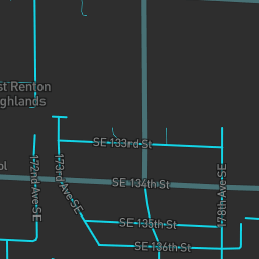 st Renton
ghlands
SE 133rd St
ol
SE 134th St
172nd Ave SE
173rd Ave SE
178th Ave SE
SE 135th St
SE 136th St